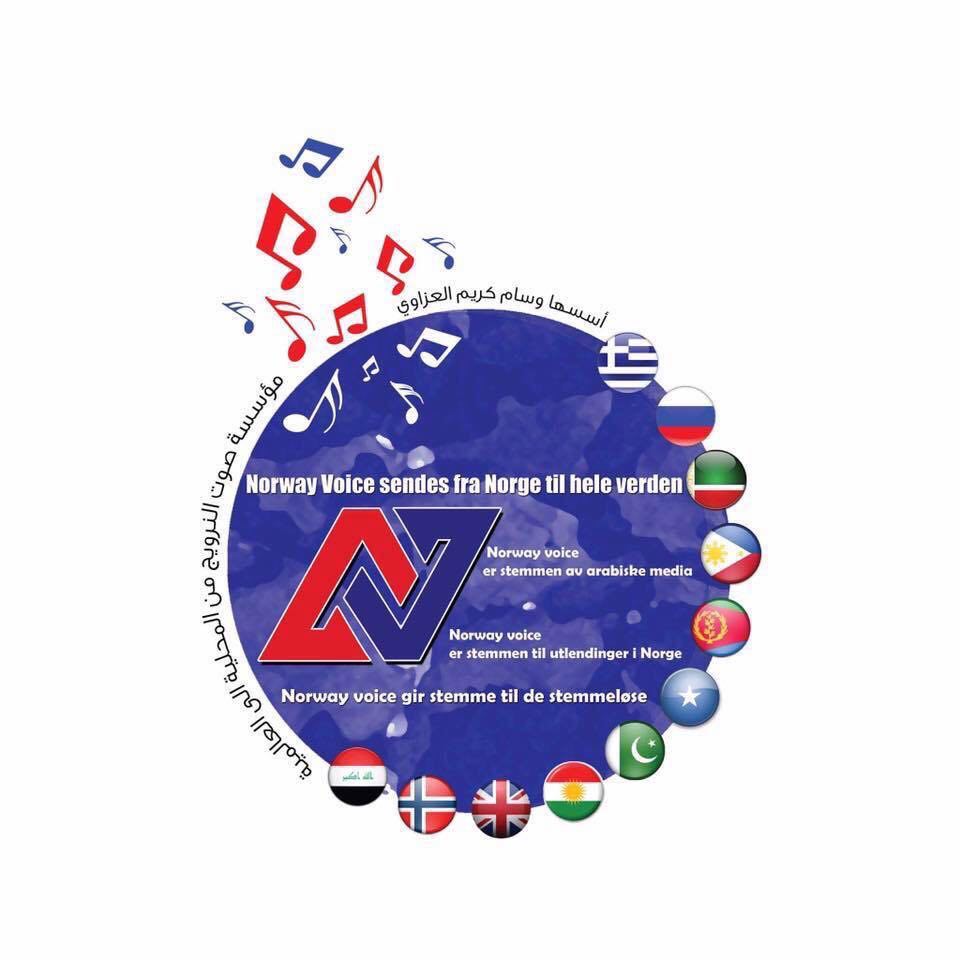 أسسها وسام كريم العزاوي
مؤسسة صوت النرويج من المحلية الى العالمية
Norway Voice sendes fra Norge til hele verden
Norway voice
er stemmen av arabiske media
Norway voice
er stemmen til utlendinger i Norge
Norway voice gir stemme til de stemmeløse
الله اكبر